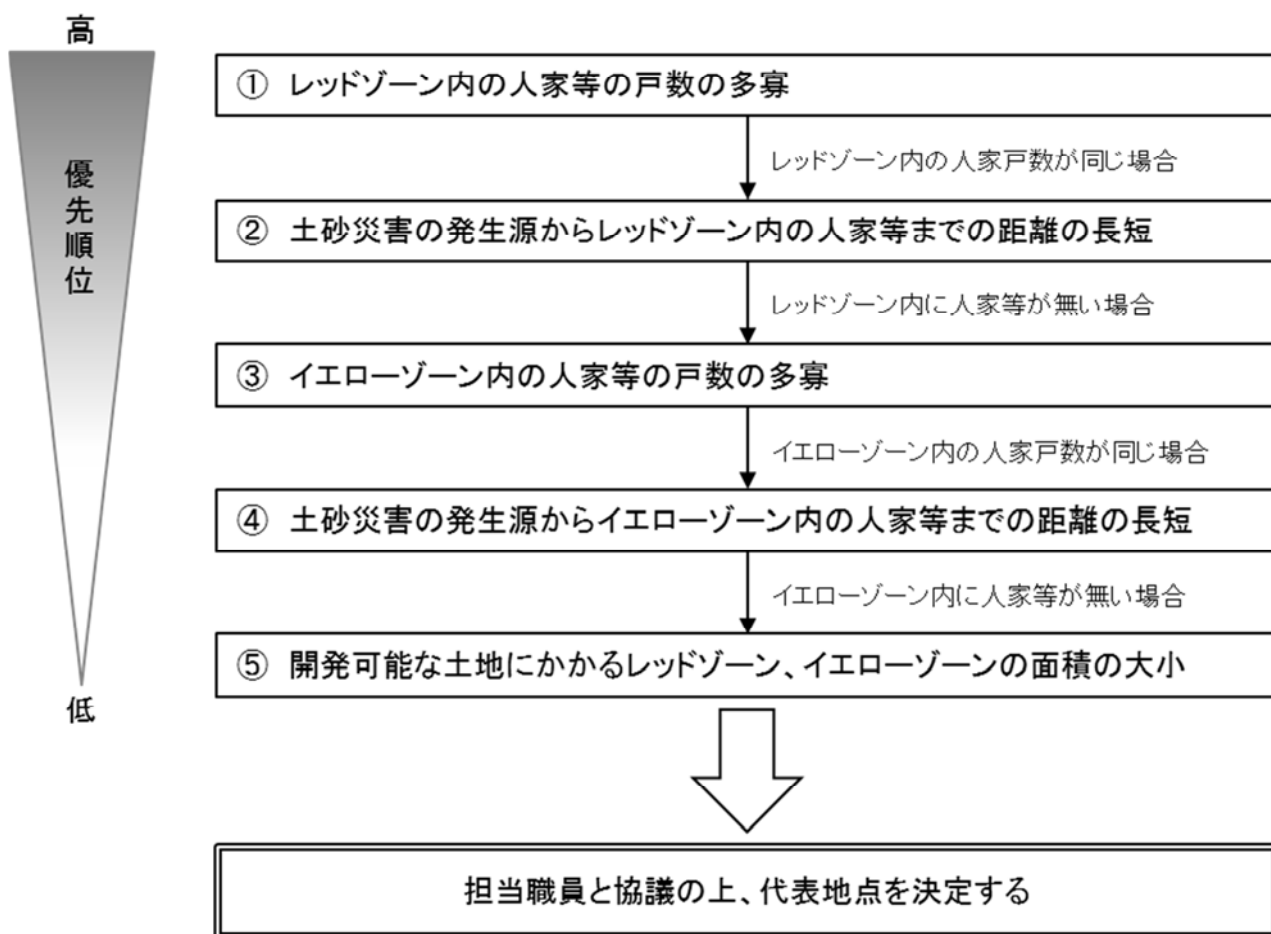 高
優先順位
低
① レッドゾーン内の人家等の戸数の多寡
レッドゾーン内の人家戸数が同じ場合
② 土砂災害の発生源からレッドゾーン内の人家等までの距離の長短
レッドゾーン内に人家等が無い場合
③ イエローゾーン内の人家等の戸数の多寡
イエローゾーン内の人家戸数が同じ場合
④ 土砂災害の発生源からイエローゾーン内の人家等までの距離の長短
イエローゾーン内に人家等が無い場合
⑤ 開発可能な土地にかかるレッドゾーン、イエローゾーンの面積の大小
担当職員と協議の上、代表地点を決定する